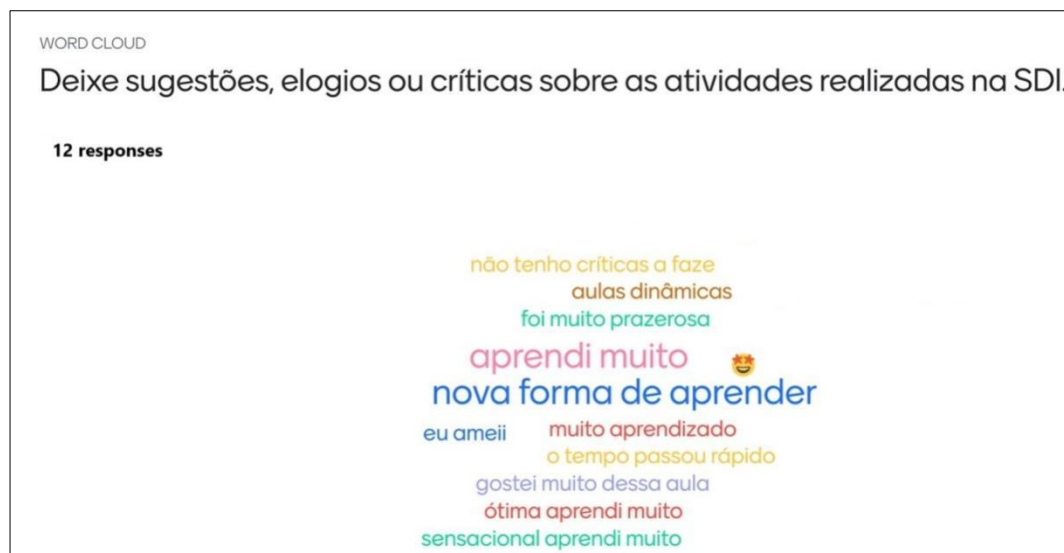 WORD CLOUD
Deixe sugestões, elogios ou críticas sobre as atividades realizadas na SDI.
12 responses
não tenho críticas a faze
aulas dinâmicas
foi muito prazerosa
aprendi muito
nova forma de aprender
eu ameii muito aprendizado
o tempo passou rápido
gostei muito dessa aula
ótima aprendi muito
sensacional aprendi muito